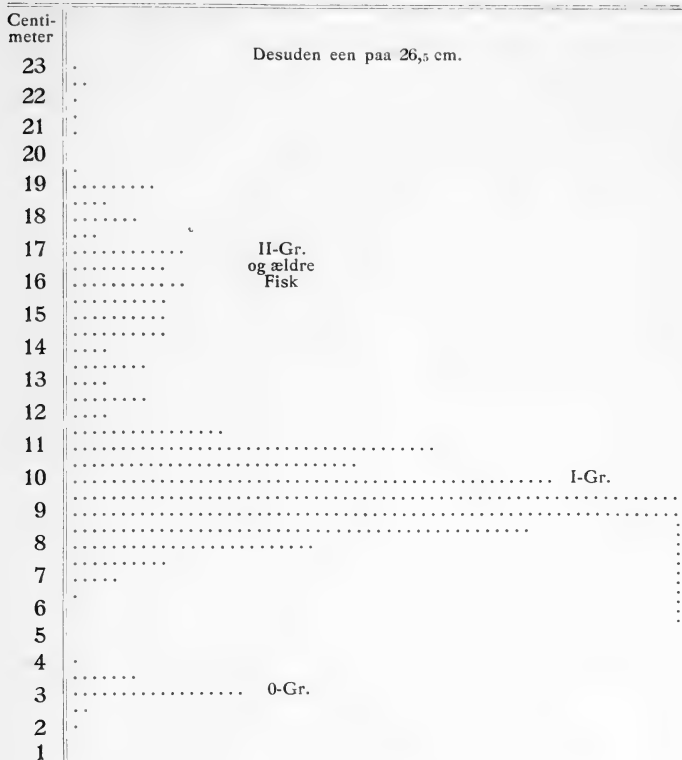 Centi-
meter
Desuden een paa 26,5 cm.
23
22
21
20
19
18
17
II-Gr.
og ældre
Fisk
16
15
14
13
12
11
10
I-Gr.
9
8
7
6
5
4
3
0-Gr.
2
1